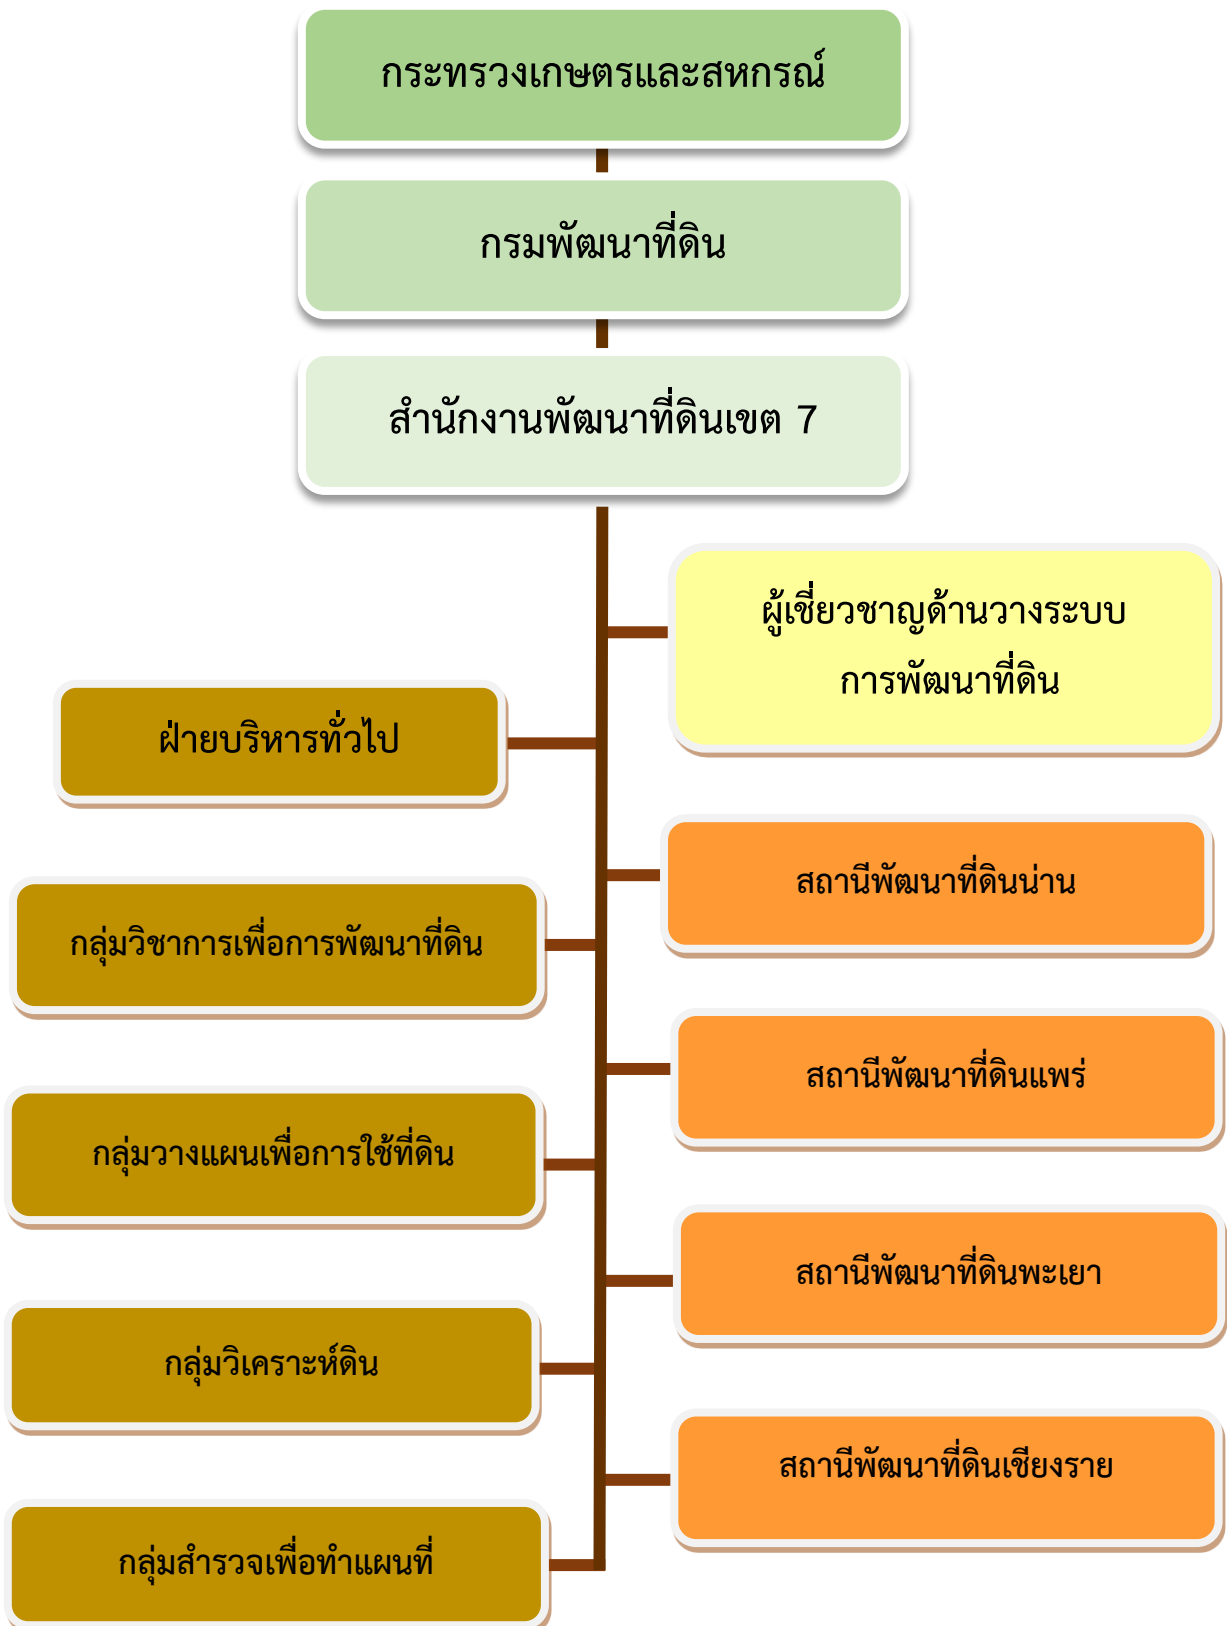 กระทรวงเกษตรและสหกรณ์
กรมพัฒนาที่ดิน
สำนักงานพัฒนาที่ดินเขต 7
ผู้เชี่ยวชาญด้านวางระบบ
การพัฒนาที่ดิน
ฝ่ายบริหารทั่วไป
สถานีพัฒนาที่ดินน่าน
กลุ่มวิชาการเพื่อการพัฒนาที่ดิน
สถานีพัฒนาที่ดินแพร่
กลุ่มวางแผนเพื่อการใช้ที่ดิน
สถานีพัฒนาที่ดินพะเยา
กลุ่มวิเคราะห์ดิน
สถานีพัฒนาที่ดินเชียงราย
กลุ่มสำรวจเพื่อทำแผนที่